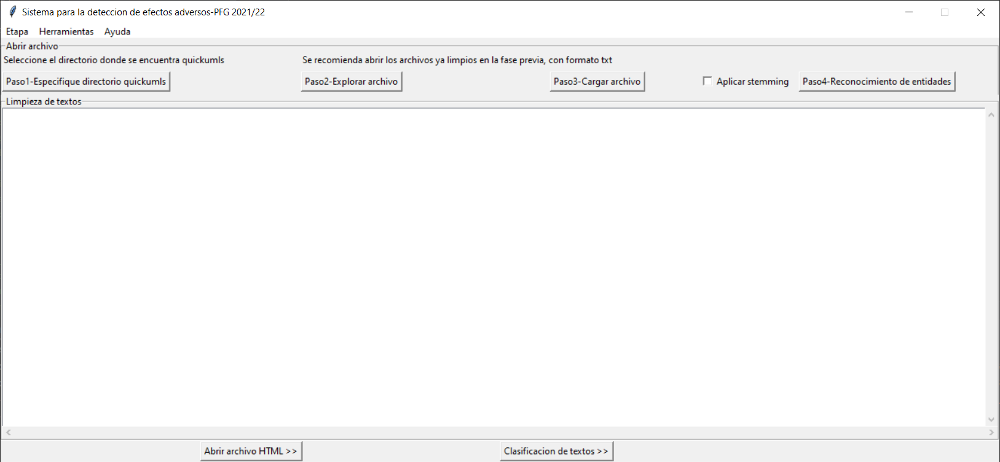 Sistema para la deteccion de efectos adversos-PFG 2021/22
Etapa Herramientas Ayuda
Abrir archivo
Seleccione el directorio donde se encuentra quickumls Se recomienda abrir los archivos ya limpios en la fase previa, con formato txt
Paso1-Especifique directorio quickumls Paso2-Explorar archivo Paso3-Cargar archivo Aplicar stemming Paso4-Reconocimiento de entidades
Limpieza de textos
Abrir archivo HTML >> Clasificacion de textos >>